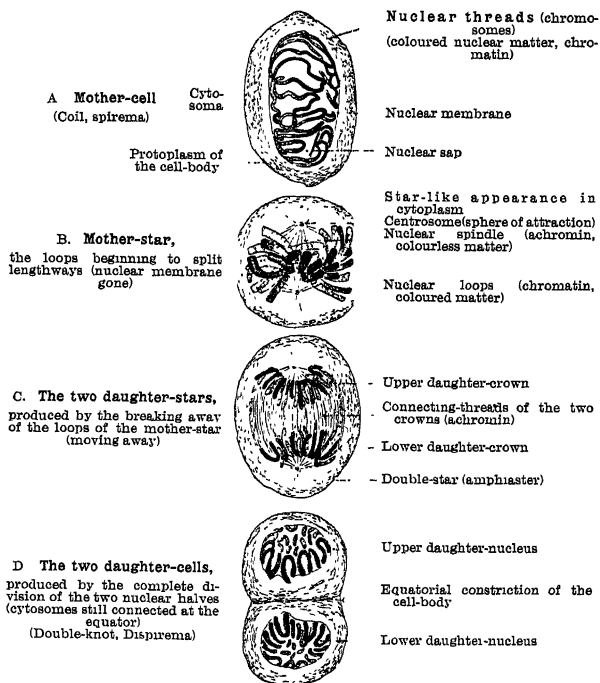 Nuclear threads (chromo-
somes)
(coloured nuclear matter, chro-
matin)
A Mother-cell
(Coil, spirema)
Cyto-
soma
Nuclear membrane
Protoplasm of
the cell-body
Nuclear sap
B. Mother-star,
the loops beginning to split
lengthways (nuclear membrane
gone)
Star-like appearance in
cytoplasm
Centrosome(sphere of attraction)
Nuclear spindle (achromin,
colourless matter)
Nuclear loops (chromatin,
coloured matter)
C. The two daughter-stars,
produced by the breaking away
of the loops of the mother-star
(moving away)
Upper daughter-crown
Connecting-threads of the two
crowns (achromin)
Lower daughter-crown
Double-star (amphiaster)
D The two daughter-cells,
produced by the complete di-
vision of the two nuclear halves
(cytosomes still connected at the
equator)
(Double-knot, Dispirema)
Upper daughter-nucleus
Equatorial constriction of the
cell-body
Lower daughter-nucleus